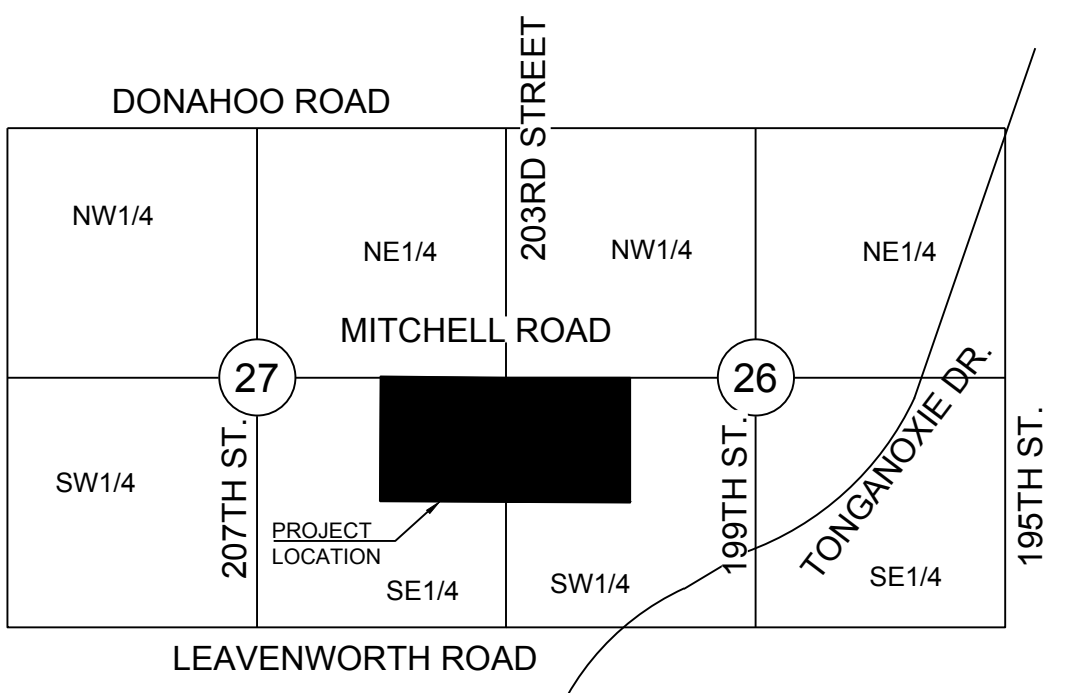 DONAHOO ROAD
203RD STREET
NW1/4
NE1/4
NW1/4
NE1/4
MITCHELL ROAD
27
26
TONGANOXIE DR.
SW1/4
207TH ST.
199TH ST.
195TH ST.
PROJECT
LOCATION
SE1/4
SW1/4
SE1/4
LEAVENWORTH ROAD